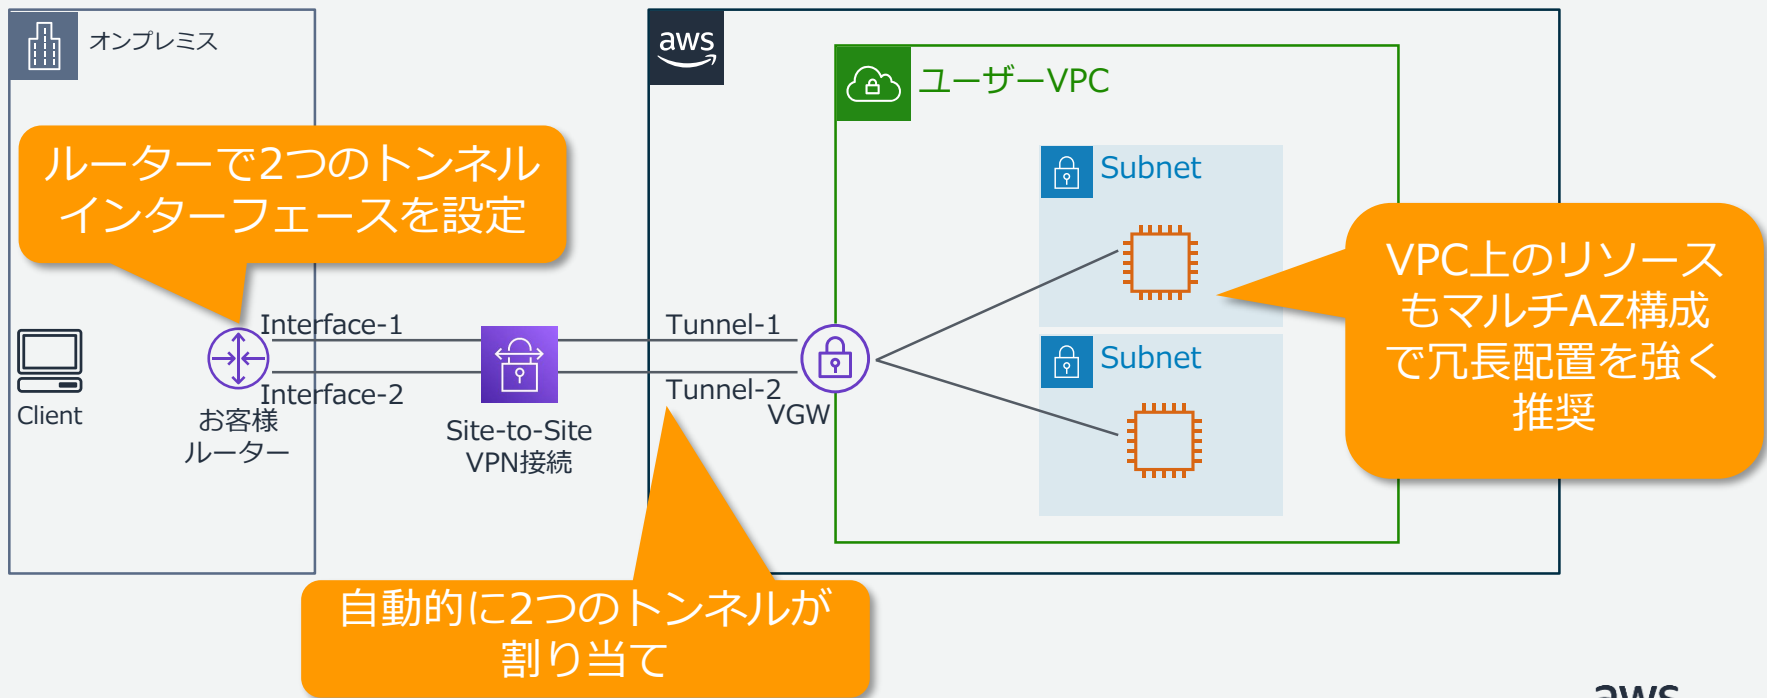 オンプレミス
aws
ユーザーVPC
ルーターで2つのトンネル
インターフェースを設定
Subnet
VPC上のリソース
もマルチAZ構成
で冗長配置を強く
推奨
Interface-1
Tunnel-1
Interface-2
Tunnel-2
Subnet
Client
お客様
ルーター
Site-to-Site
VPN接続
VGW
自動的に2つのトンネルが
割り当て
aws